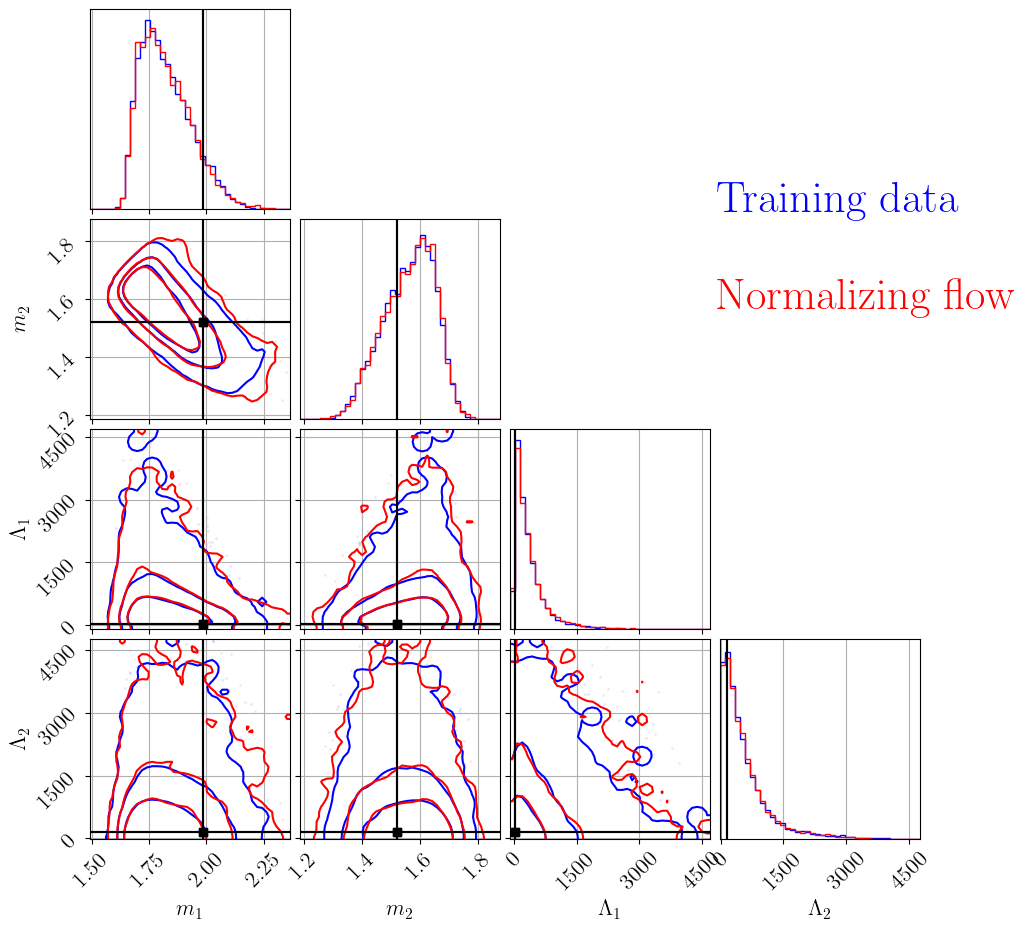 Training data
Normalizing flow
m₂
1.8
1.6
1.4
1.2
Λ₁
4500
3000
1500
0
Λ₂
4500
3000
1500
0
1.50 1.75 2.00 2.25
1.2 1.4 1.6 1.8
0 1500 3000 4500
0 1500 3000 4500
m₁ m₂ Λ₁ Λ₂